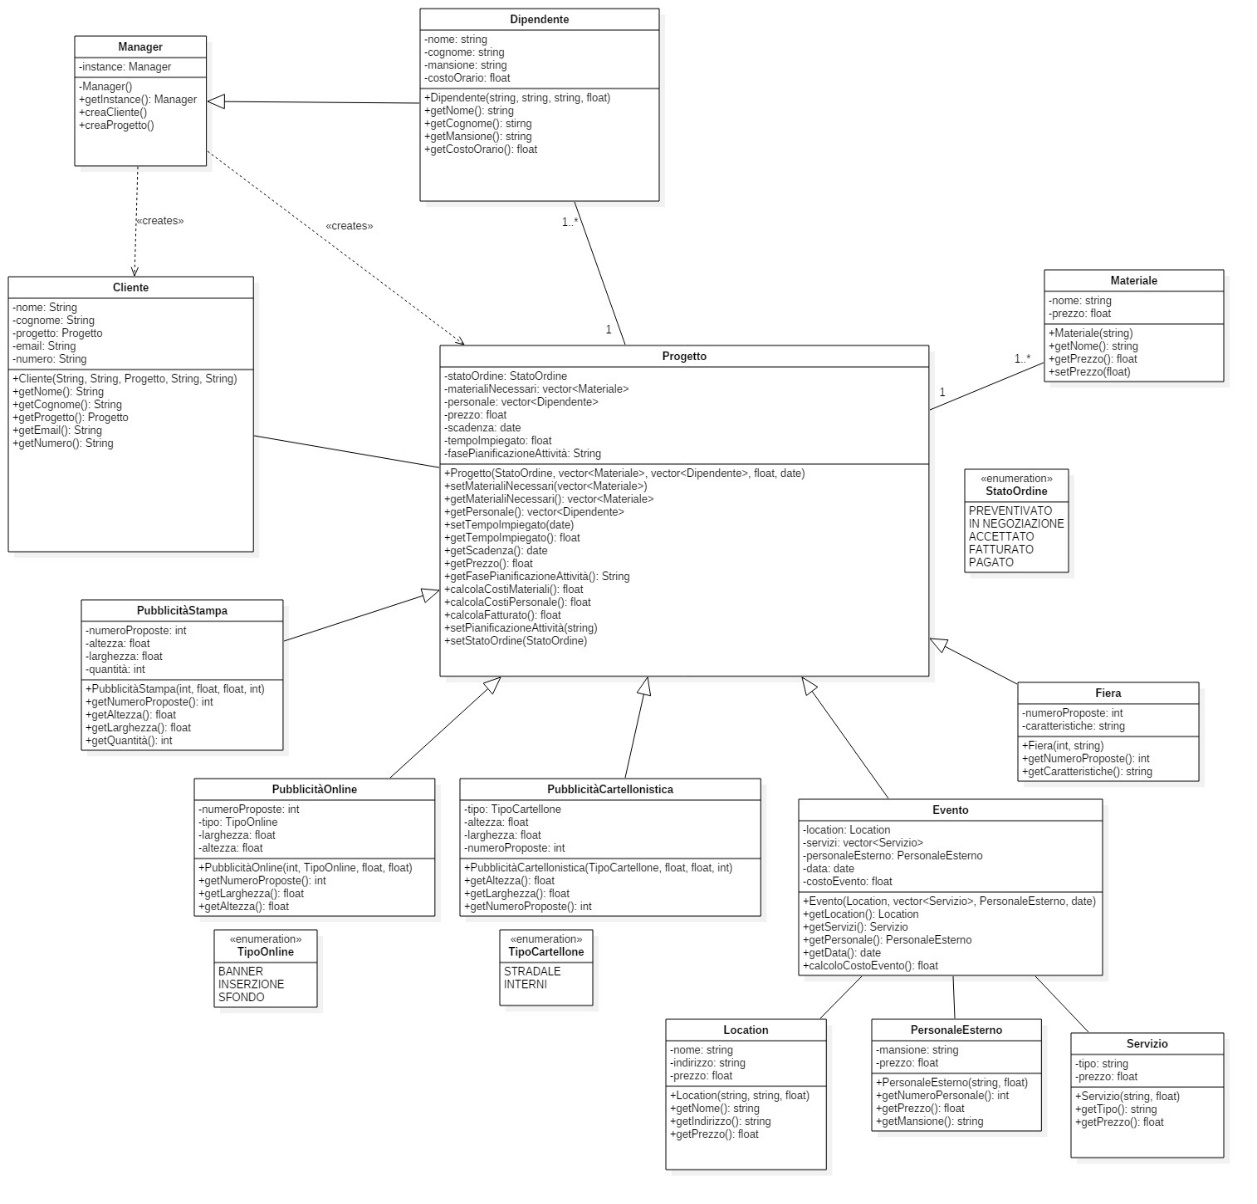 Dipendente
-nome: string
-cognome: string
-mansione: string
-costoOrario: float
+Dipendente(string, string, string, float)
+getNome(): string
+getCognome(): stirng
+getMansione(): string
+getCostoOrario(): float
Manager
-instance: Manager
-Manager()
+getInstance(): Manager
+creaCliente()
+creaProgetto()
«creates»
«creates»
1..*
1
Cliente
-nome: String
-cognome: String
-progetto: Progetto
-email: String
-numero: String
+Cliente(String, String, Progetto, String, String)
+getNome(): String
+getCognome(): String
+getProgetto(): Progetto
+getEmail(): String
+getNumero(): String
Materiale
-nome: string
-prezzo: float
+Materiale(string)
+getNome(): string
+getPrezzo(): float
+setPrezzo(float)
1..*
1
Progetto
-statoOrdine: StatoOrdine
-materialiNecessari: vector<Materiale>
-personale: vector<Dipendente>
-prezzo: float
-scadenza: date
-tempoImpiegato: float
-fasePianificazioneAttività: String
+Progetto(StatoOrdine, vector<Materiale>, vector<Dipendente>, float, date)
+setMaterialiNecessari(vector<Materiale>)
+getMaterialiNecessari(): vector<Materiale>
+getPersonale(): vector<Dipendente>
+setTempoImpiegato(date)
+getTempoImpiegato(): float
+getScadenza(): date
+getPrezzo(): float
+getFasePianificazioneAttività(): String
+calcolaCostiMateriali(): float
+calcolaCostiPersonale(): float
+calcolaFatturato(): float
+setPianificazioneAttività(string)
+setStatoOrdine(StatoOrdine)
«enumeration»
StatoOrdine
PREVENTIVATO
IN NEGOZIAZIONE
ACCETTATO
FATTURATO
PAGATO
PubblicitàStampa
-numeroProposte: int
-altezza: float
-larghezza: float
-quantità: int
+PubblicitàStampa(int, float, float, int)
+getNumeroProposte(): int
+getAltezza(): float
+getLarghezza(): float
+getQuantità(): int
Fiera
-numeroProposte: int
-caratteristiche: string
+Fiera(int, string)
+getNumeroProposte(): int
+getCaratteristiche(): string
PubblicitàOnline
-numeroProposte: int
-tipo: TipoOnline
-larghezza: float
-altezza: float
+PubblicitàOnline(int, TipoOnline, float, float)
+getNumeroProposte(): int
+getLarghezza(): float
+getAltezza(): float
PubblicitàCartellonistica
-tipo: TipoCartellone
-altezza: float
-larghezza: float
-numeroProposte: int
+PubblicitàCartellonistica(TipoCartellone, float, float, int)
+getAltezza(): float
+getLarghezza(): float
+getNumeroProposte(): int
Evento
-location: Location
-servizi: vector<Servizio>
-personaleEsterno: PersonaleEsterno
-data: date
-costoEvento: float
+Evento(Location, vector<Servizio>, PersonaleEsterno, date)
+getLocation(): Location
+getServizi(): Servizio
+getPersonale(): PersonaleEsterno
+getData(): date
+calcoloCostoEvento(): float
«enumeration»
TipoOnline
BANNER
INSERZIONE
SFONDO
«enumeration»
TipoCartellone
STRADALE
INTERNI
Location
-nome: string
-indirizzo: string
-prezzo: float
+Location(string, string, float)
+getNome(): string
+getIndirizzo(): string
+getPrezzo(): float
PersonaleEsterno
-mansione: string
-prezzo: float
+PersonaleEsterno(string, float)
+getNumeroPersonale(): int
+getPrezzo(): float
+getMansione(): string
Servizio
-tipo: string
-prezzo: float
+Servizio(string, float)
+getTipo(): string
+getPrezzo(): float